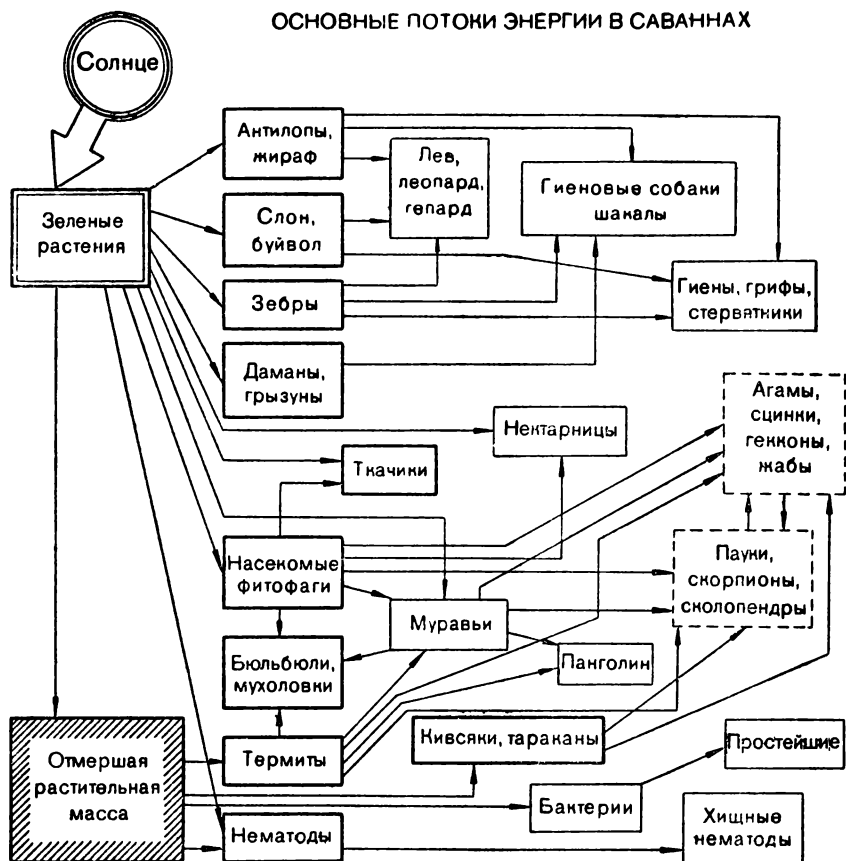 ОСНОВНЫЕ ПОТОКИ ЭНЕРГИИ В САВАННАХ
Солнце
Зеленые
растения
Антилопы,
жираф
Слон,
буйвол
Зебры
Даманы,
грызуны
Лев,
леопард,
гепард
Гиеновые собаки
шакалы
Гиены, грифы,
стервятники
Нектарницы
Ткачики
Агамы,
сцинки,
гекконы,
жабы
Насекомые
фитофаги
Муравьи
Пауки,
скорпионы,
сколопендры
Бюльбюли,
мухоловки
Панголин
Термиты
Кивсяки, тараканы
Простейшие
Отмершая
растительная
масса
Бактерии
Нематоды
Хищные
нематоды